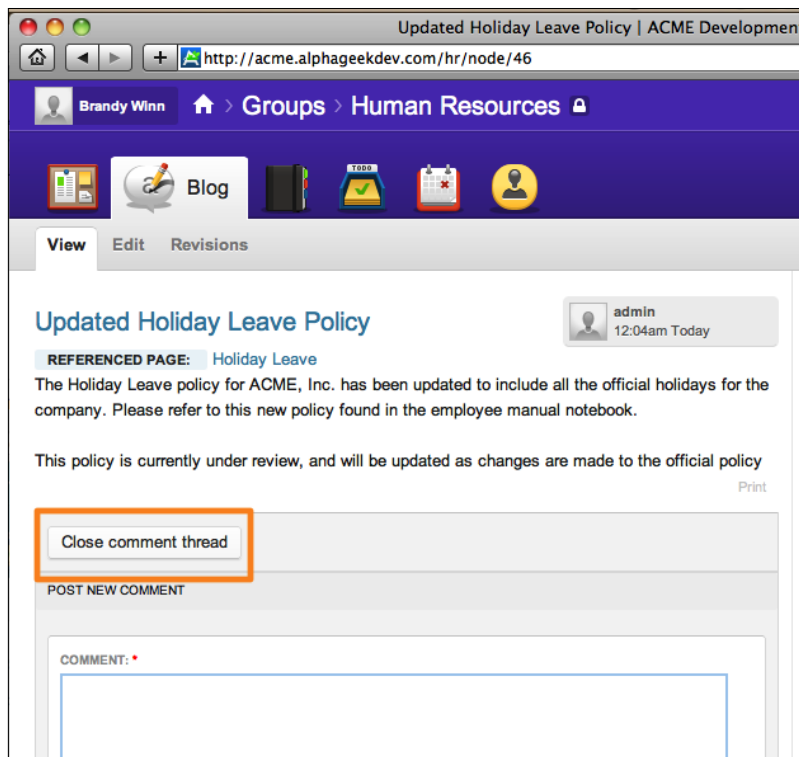 Updated Holiday Leave Policy | ACME Developmen
http://acme.alphageekdev.com/hr/node/46
Brandy Winn > Groups > Human Resources
TODO
Blog
View Edit Revisions
Updated Holiday Leave Policy
admin
12:04am Today
REFERENCED PAGE: Holiday Leave
The Holiday Leave policy for ACME, Inc. has been updated to include all the official holidays for the
company. Please refer to this new policy found in the employee manual notebook.
This policy is currently under review, and will be updated as changes are made to the official policy
Print
Close comment thread
POST NEW COMMENT
COMMENT: *